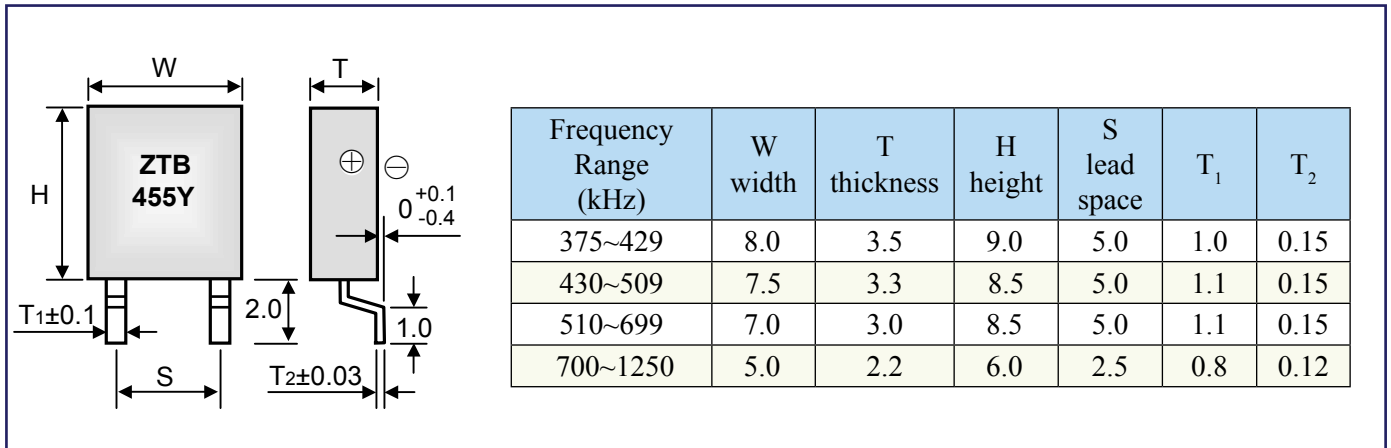 W
T
H
ZTB
455Y
⊕
⊖
0 +0.1
-0.4
T1±0.1
2.0
1.0
S
T2±0.03
Frequency Range (kHz) W width T thickness H height S lead space T1 T2
375~429 8.0 3.5 9.0 5.0 1.0 0.15
430~509 7.5 3.3 8.5 5.0 1.1 0.15
510~699 7.0 3.0 8.5 5.0 1.1 0.15
700~1250 5.0 2.2 6.0 2.5 0.8 0.12